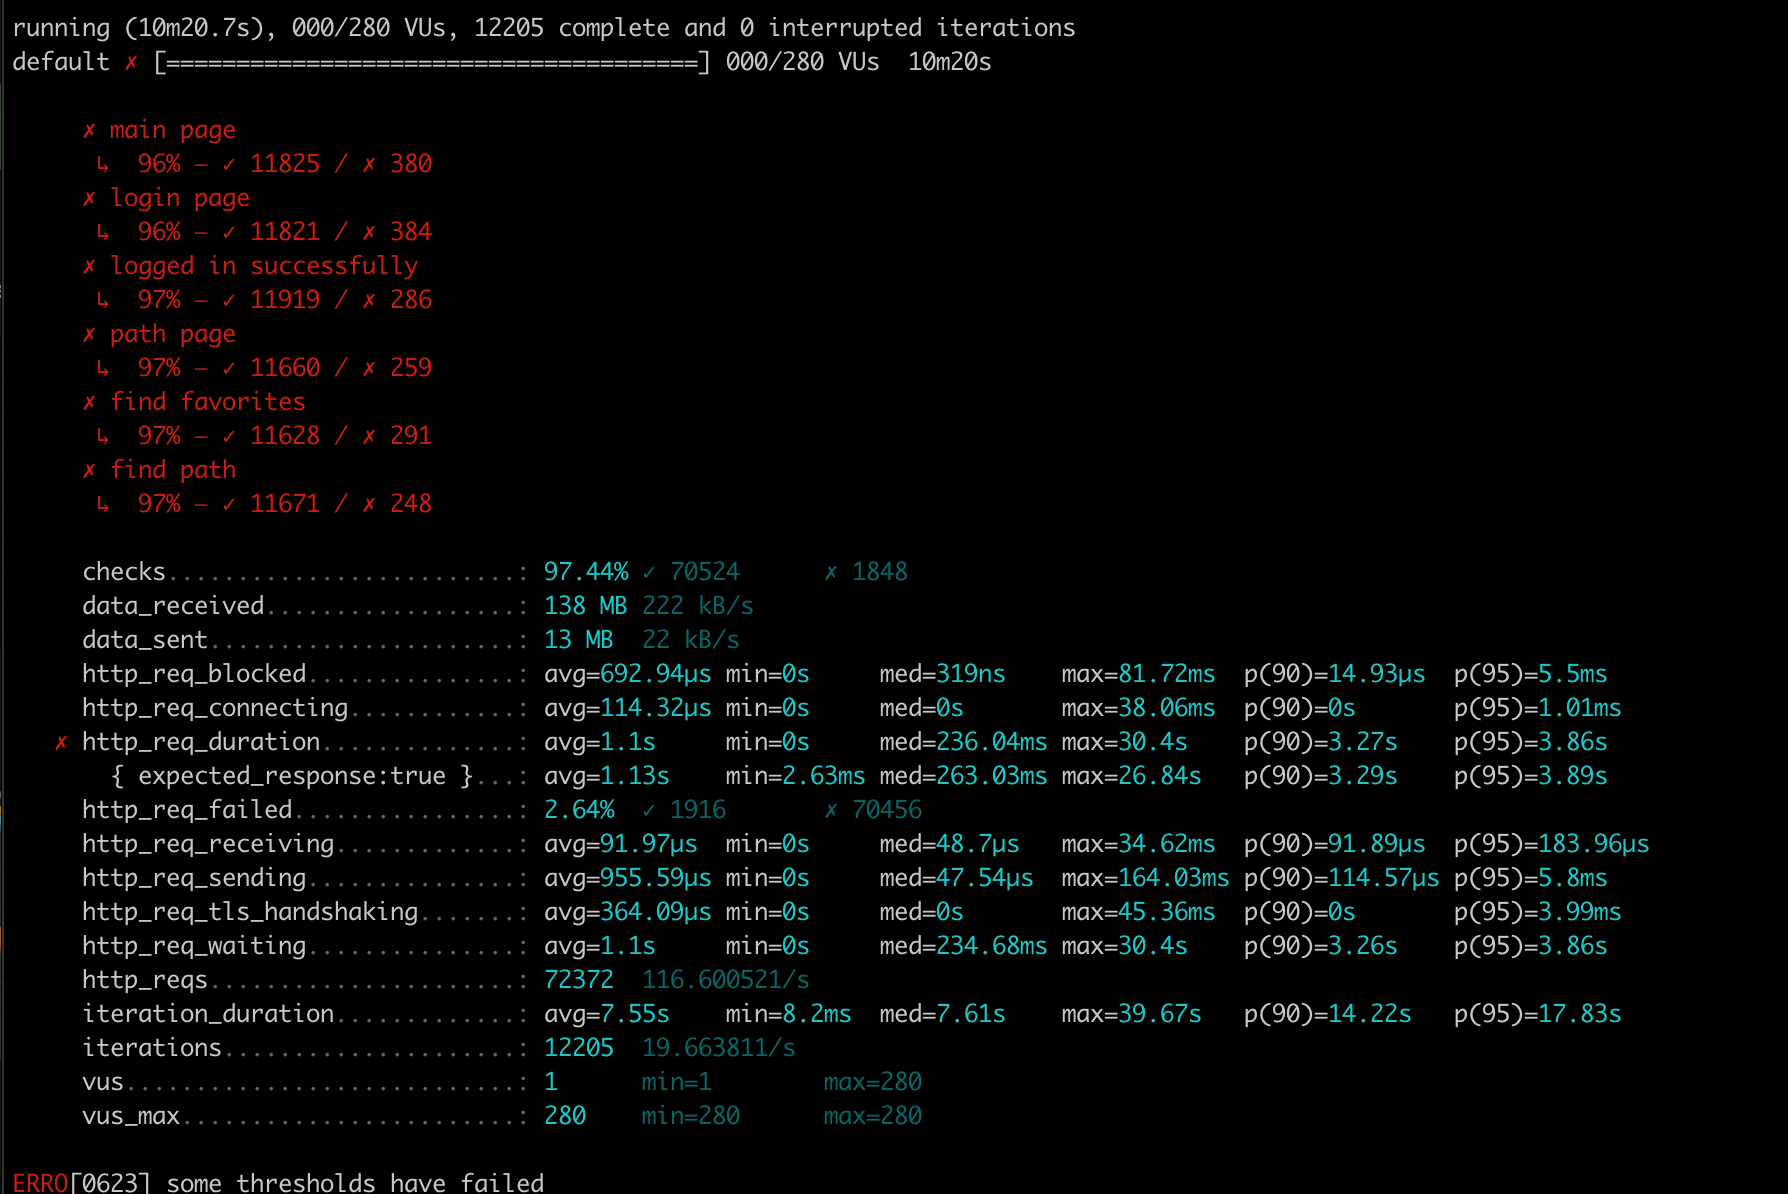 running (10m20.7s), 000/280 VUs, 12205 complete and 0 interrupted iterations
default ✗ [======================================] 000/280 VUs  10m20s
✗ main page
↳  96% — ✓ 11825 / ✗ 380
✗ login page
↳  96% — ✓ 11821 / ✗ 384
✗ logged in successfully
↳  97% — ✓ 11919 / ✗ 286
✗ path page
↳  97% — ✓ 11660 / ✗ 259
✗ find favorites
↳  97% — ✓ 11628 / ✗ 291
✗ find path
↳  97% — ✓ 11671 / ✗ 248
checks.........................: 97.44% ✓ 70524      ✗ 1848
data_received..................: 138 MB 222 kB/s
data_sent......................: 13 MB  22 kB/s
http_req_blocked...............: avg=692.94µs min=0s     med=319ns    max=81.72ms  p(90)=14.93µs  p(95)=5.5ms
http_req_connecting............: avg=114.32µs min=0s     med=0s       max=38.06ms  p(90)=0s       p(95)=1.01ms
✗ http_req_duration..............: avg=1.1s     min=0s     med=236.04ms max=30.4s    p(90)=3.27s    p(95)=3.86s
{ expected_response:true }...: avg=1.13s    min=2.63ms med=263.03ms max=26.84s   p(90)=3.29s    p(95)=3.89s
http_req_failed................: 2.64%  ✓ 1916       ✗ 70456
http_req_receiving.............: avg=91.97µs  min=0s     med=48.7µs   max=34.62ms  p(90)=91.89µs  p(95)=183.96µs
http_req_sending...............: avg=955.59µs min=0s     med=47.54µs  max=164.03ms p(90)=114.57µs p(95)=5.8ms
http_req_tls_handshaking.......: avg=364.09µs min=0s     med=0s       max=45.36ms  p(90)=0s       p(95)=3.99ms
http_req_waiting...............: avg=1.1s     min=0s     med=234.68ms max=30.4s    p(90)=3.26s    p(95)=3.86s
http_reqs......................: 72372  116.600521/s
iteration_duration.............: avg=7.55s    min=8.2ms  med=7.61s    max=39.67s   p(90)=14.22s   p(95)=17.83s
iterations.....................: 12205  19.663811/s
vus............................: 1      min=1        max=280
vus_max........................: 280    min=280      max=280
ERRO[0623] some thresholds have failed